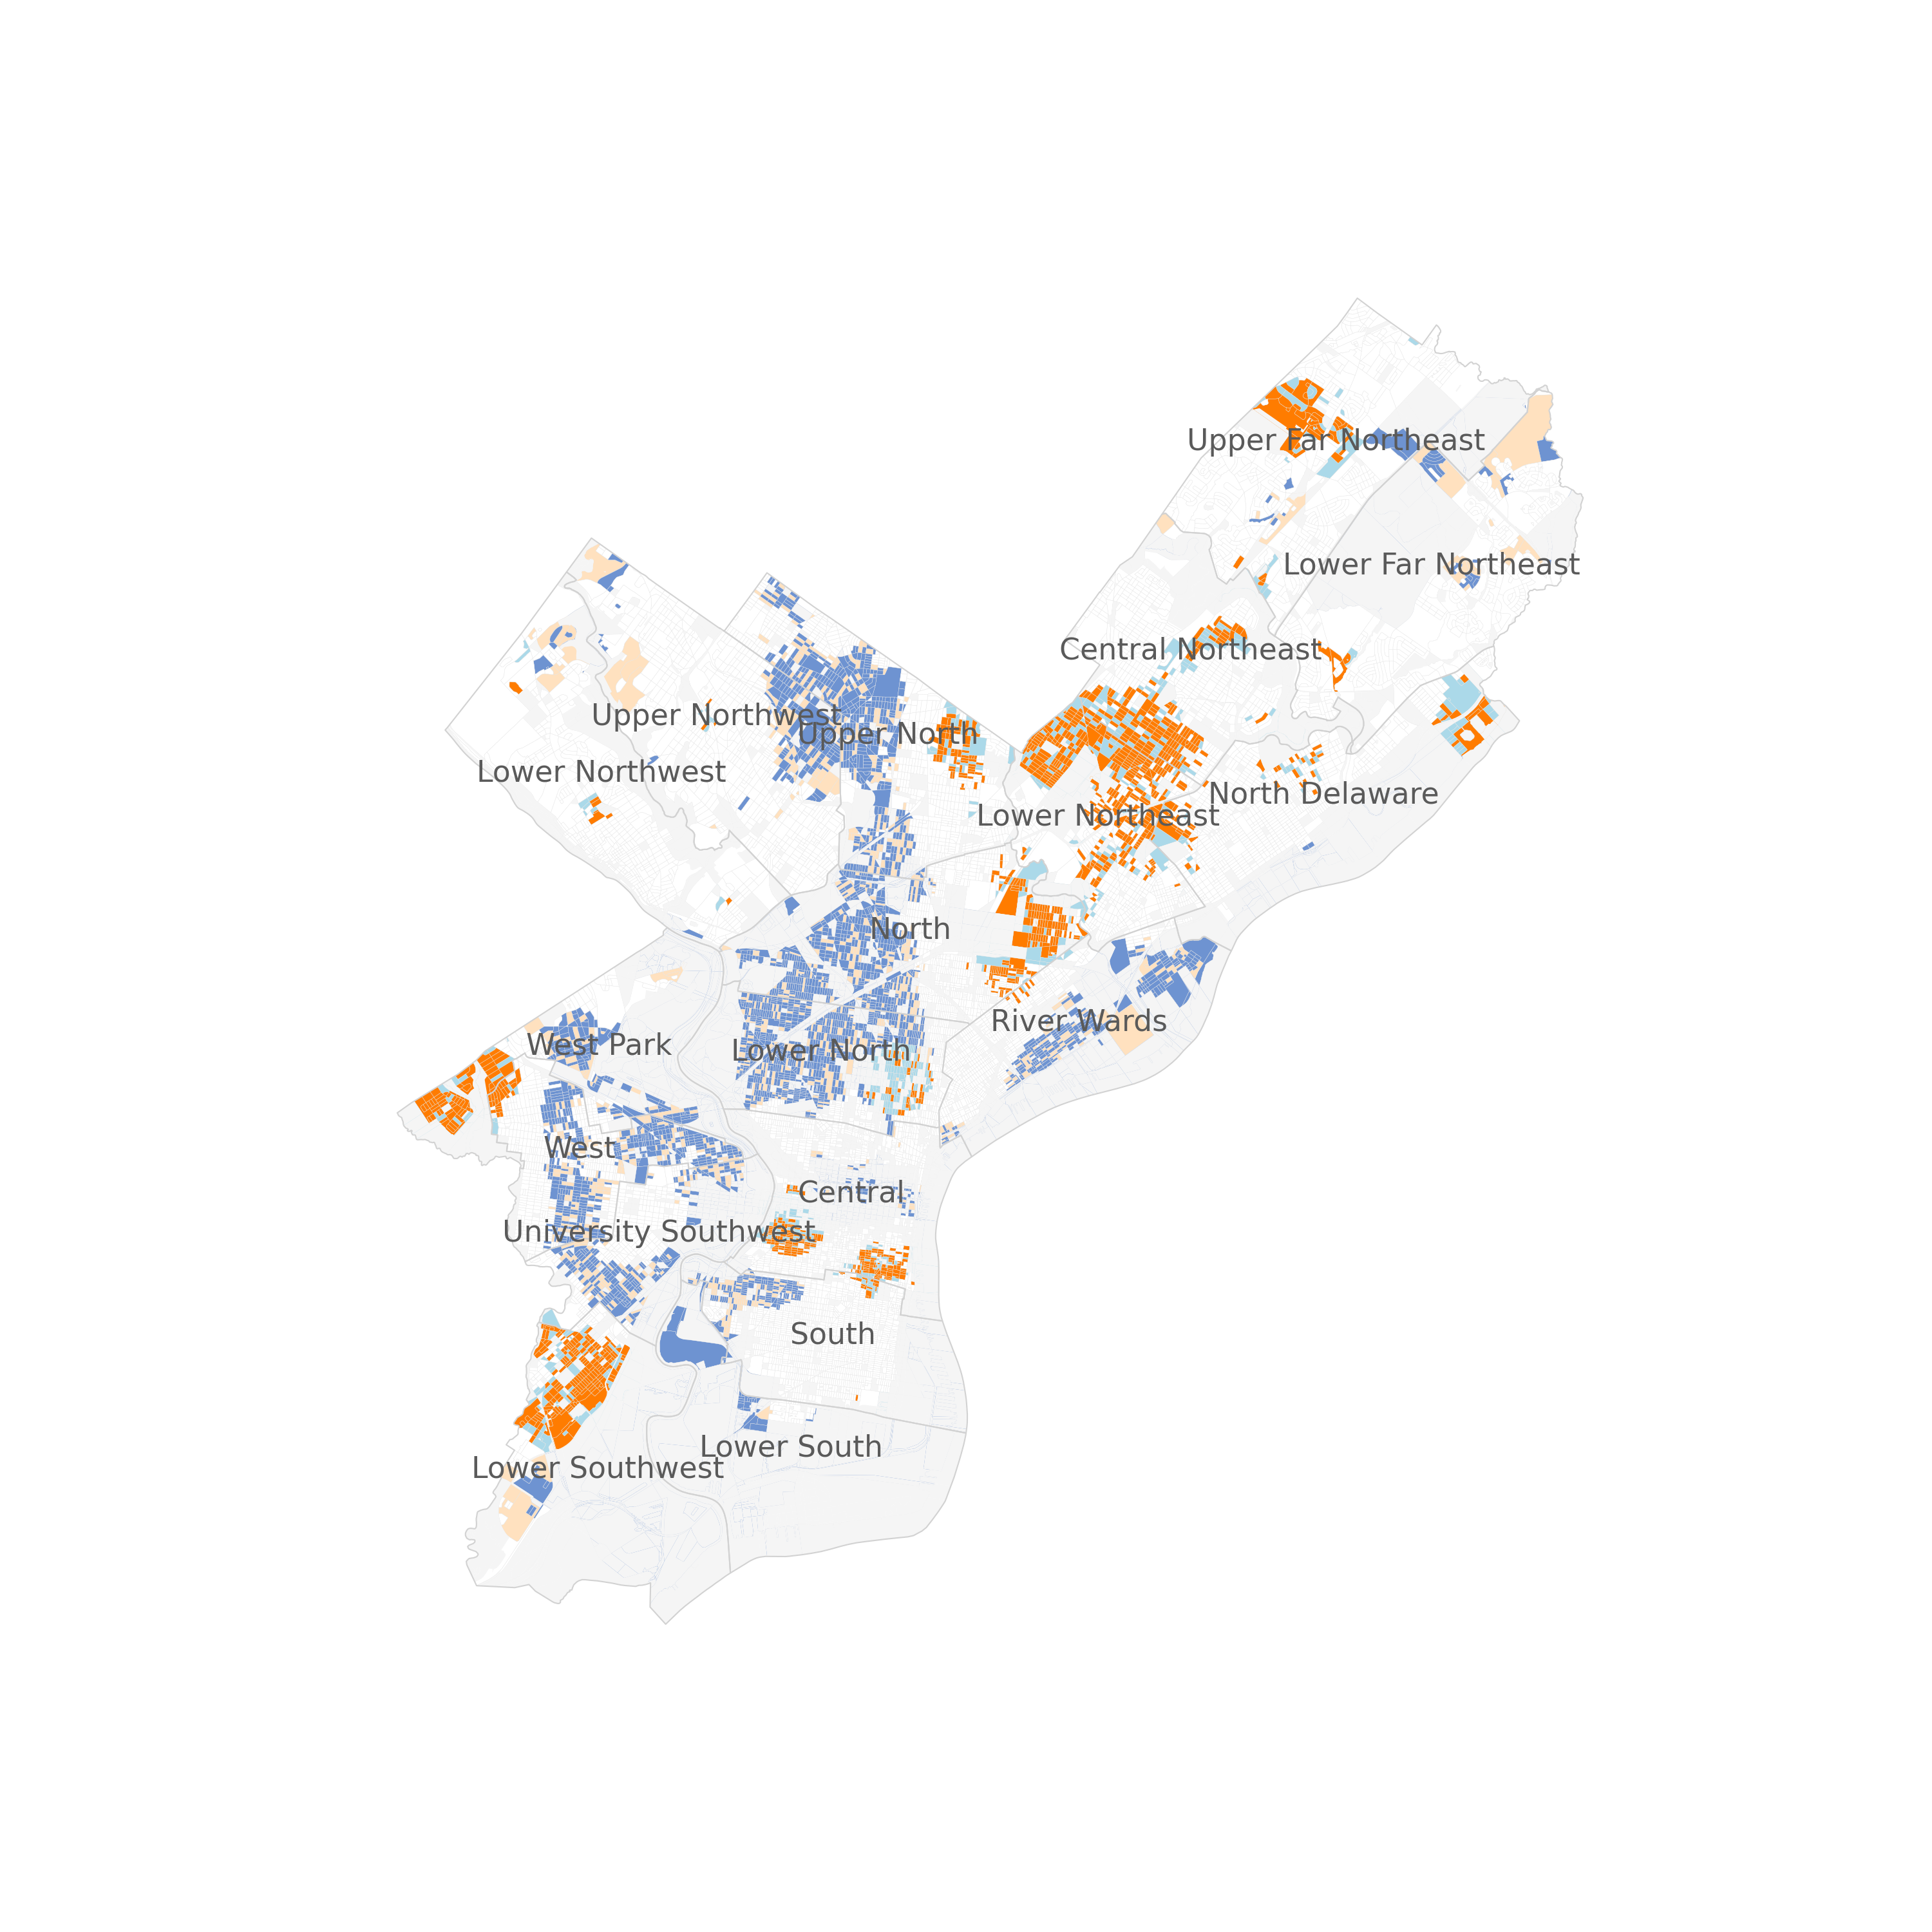 Upper Far Northeast
Lower Far Northeast
Central Northeast
Upper Northwest
Upper North
Lower Northwest
North Delaware
Lower Northeast
North
River Wards
West Park
Lower North
West
Central
University Southwest
South
Lower South
Lower Southwest